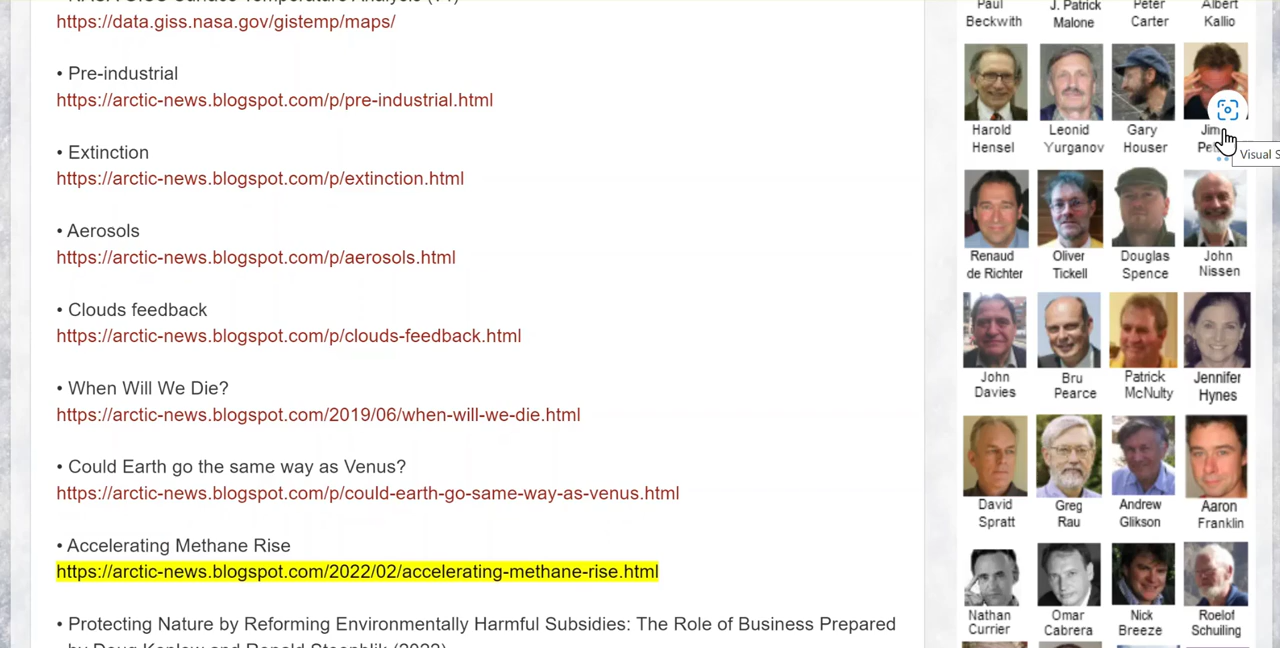 https://data.giss.nasa.gov/gistemp/maps/
• Pre-industrial
https://arctic-news.blogspot.com/p/pre-industrial.html
• Extinction
https://arctic-news.blogspot.com/p/extinction.html
• Aerosols
https://arctic-news.blogspot.com/p/aerosols.html
• Clouds feedback
https://arctic-news.blogspot.com/p/clouds-feedback.html
• When Will We Die?
https://arctic-news.blogspot.com/2019/06/when-will-we-die.html
• Could Earth go the same way as Venus?
https://arctic-news.blogspot.com/p/could-earth-go-same-way-as-venus.html
• Accelerating Methane Rise
https://arctic-news.blogspot.com/2022/02/accelerating-methane-rise.html
• Protecting Nature by Reforming Environmentally Harmful Subsidies: The Role of Business Prepared
Paul J. Patrick Peter Albert
Beckwith Malone Carter Kallio
Harold Leonid Gary
Hensel Yurganov Houser
Visual S
Renaud Oliver Douglas John
de Richter Tickell Spence Nissen
John Bru Patrick Jennifer
Davies Pearce McNulty Hynes
David Greg Andrew Aaron
Spratt Rau Glikson Franklin
Nathan Omar Nick Roelof
Currier Cabrera Breeze Schuiling